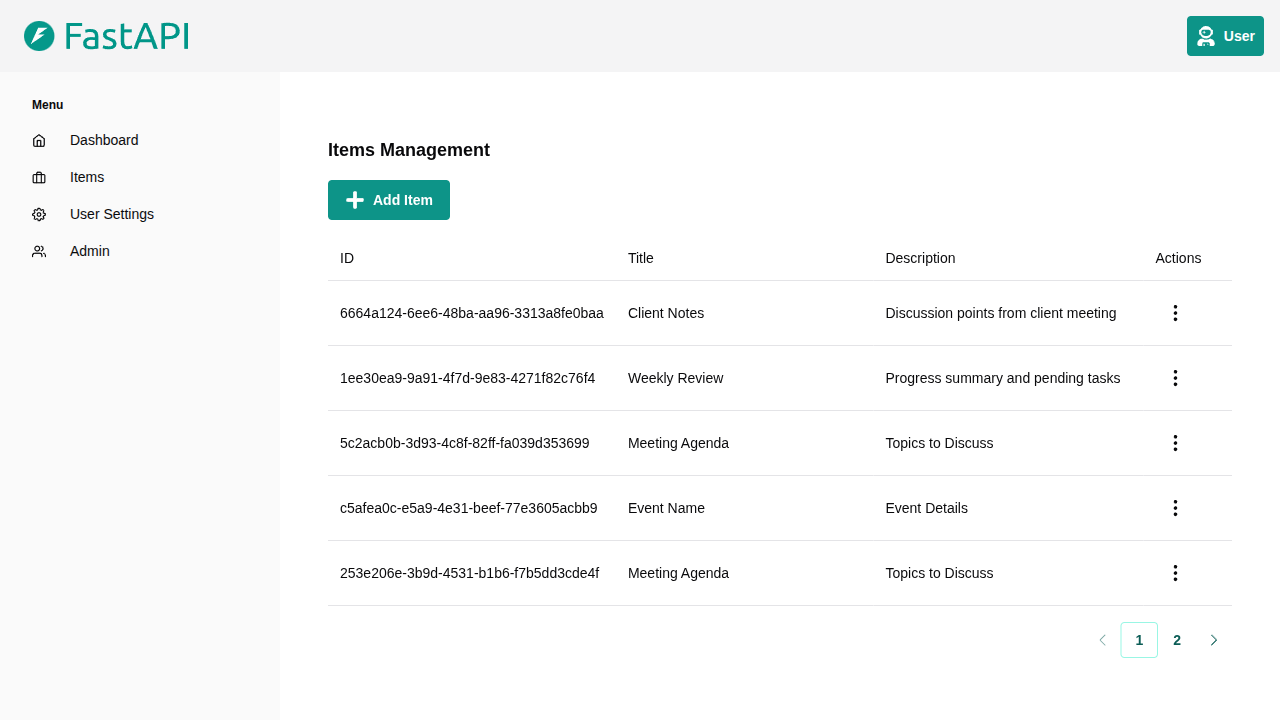 FastAPI
User
Menu
Dashboard
Items
User Settings
Admin
Items Management
Add Item
ID Title Description Actions
6664a124-6ee6-48ba-aa96-3313a8fe0baa Client Notes Discussion points from client meeting
1ee30ea9-9a91-4f7d-9e83-4271f82c76f4 Weekly Review Progress summary and pending tasks
5c2acb0b-3d93-4c8f-82ff-fa039d353699 Meeting Agenda Topics to Discuss
c5afea0c-e5a9-4e31-beef-77e3605acbb9 Event Name Event Details
253e206e-3b9d-4531-b1b6-f7b5dd3cde4f Meeting Agenda Topics to Discuss
1 2